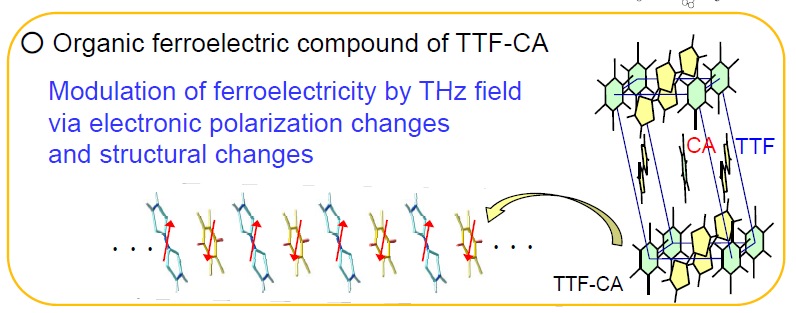 ○ Organic ferroelectric compound of TTF-CA
Modulation of ferroelectricity by THz field
via electronic polarization changes
and structural changes
CA TTF
. . .
. . .
TTF-CA